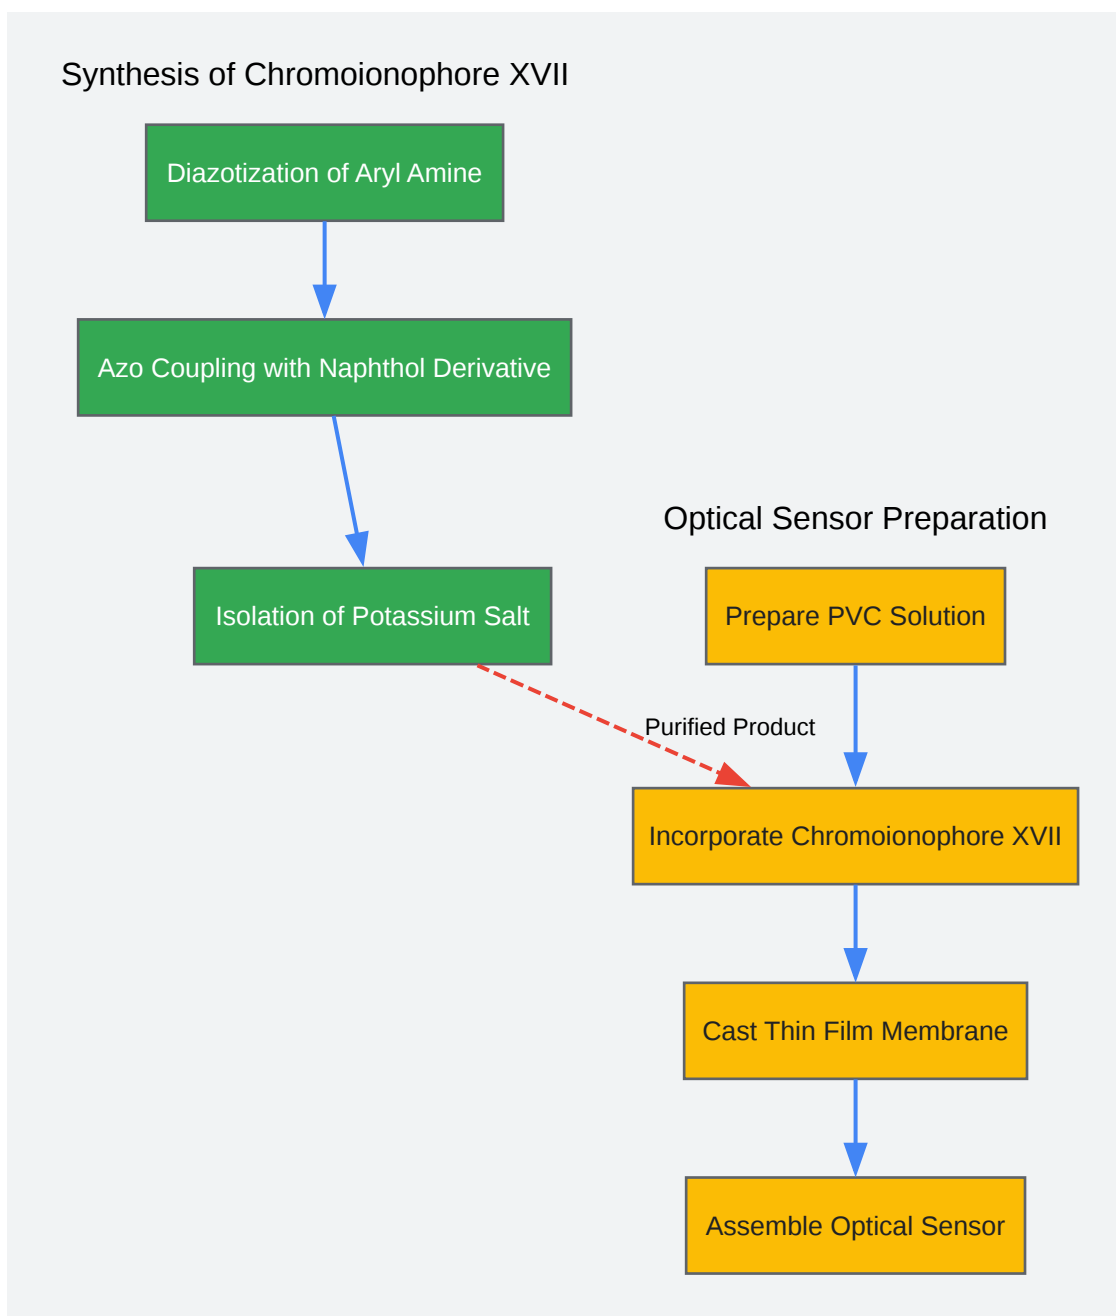 Synthesis of Chromoionophore XVII
Diazotization of Aryl Amine
Azo Coupling with Naphthol Derivative
Isolation of Potassium Salt
Optical Sensor Preparation
Prepare PVC Solution
Purified Product
Incorporate Chromoionophore XVII
Cast Thin Film Membrane
Assemble Optical Sensor